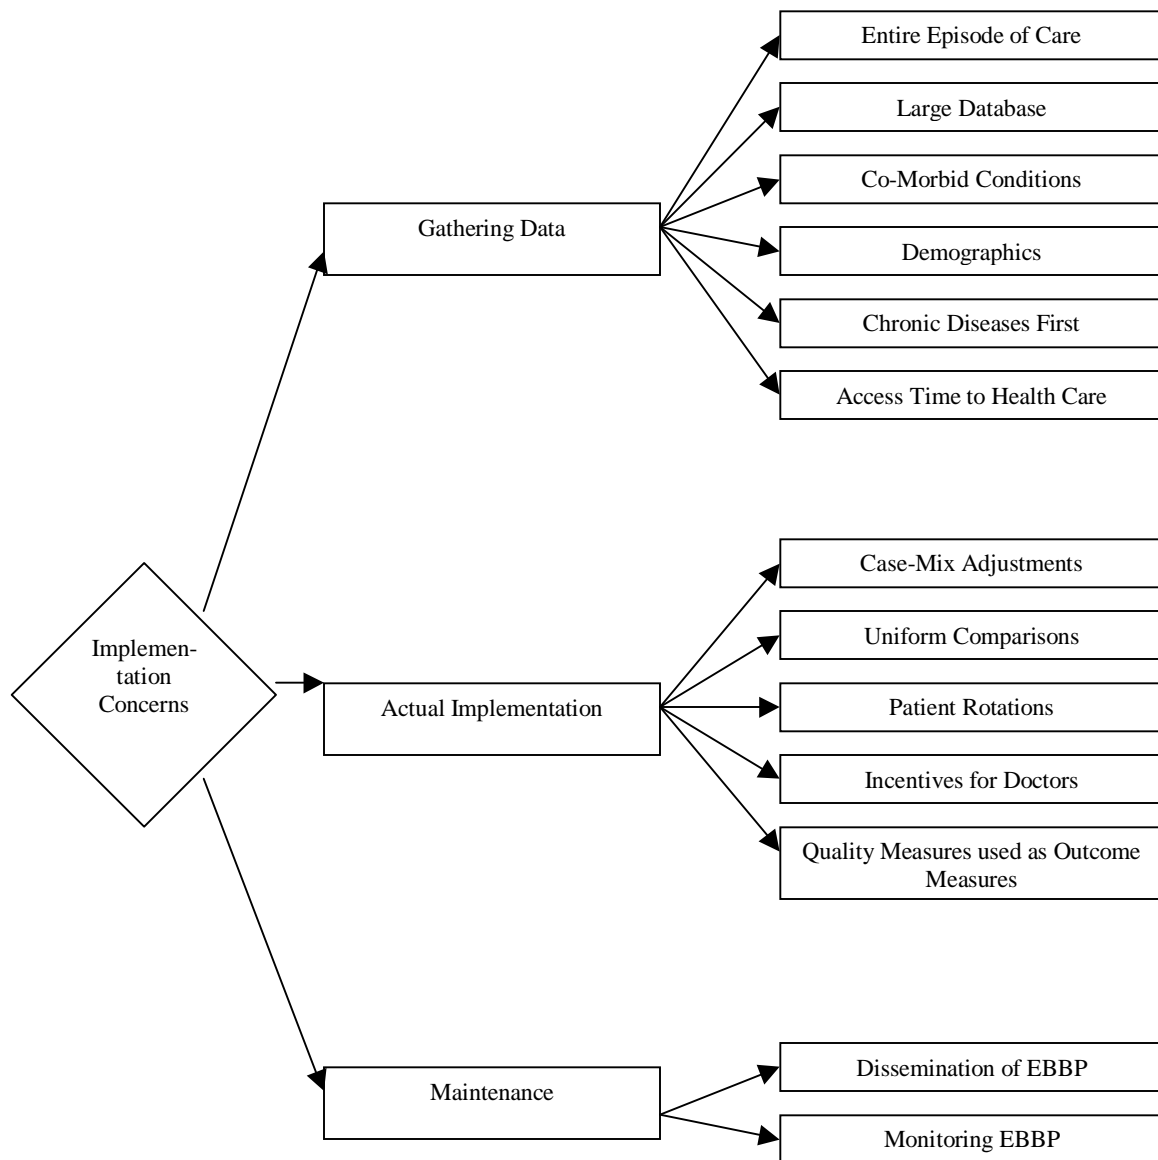 Entire Episode of Care
Large Database
Co-Morbid Conditions
Gathering Data
Demographics
Chronic Diseases First
Access Time to Health Care
Case-Mix Adjustments
Implemen-
tation
Concerns
Uniform Comparisons
Actual Implementation
Patient Rotations
Incentives for Doctors
Quality Measures used as Outcome
Measures
Maintenance
Dissemination of EBBP
Monitoring EBBP